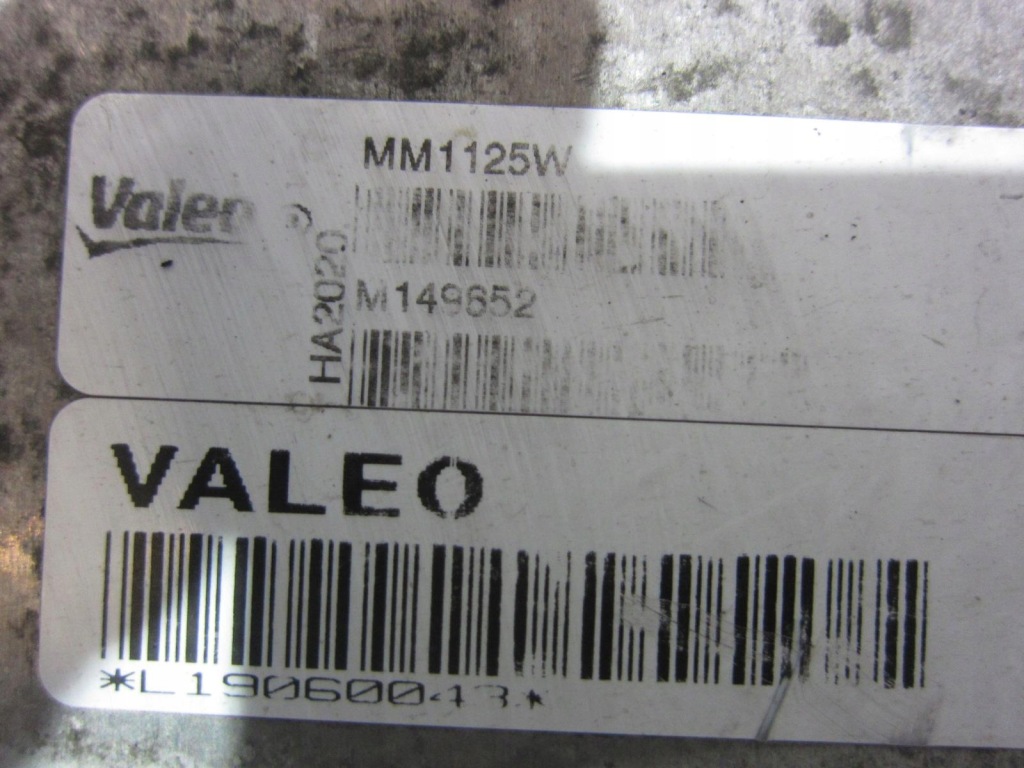 Valeo
MM1125W
HA2020
M149652
VALEO
*L19060043*